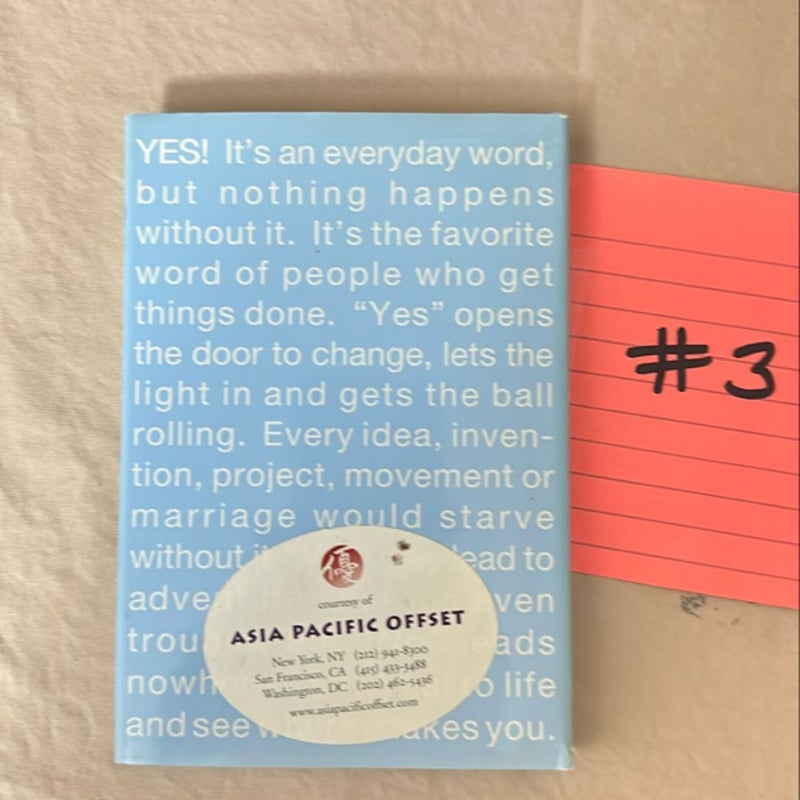 YES! It's an everyday word,
but nothing happens
without it. It's the favorite
word of people who get
things done. "Yes" opens
the door to change, lets the
light in and gets the ball
rolling. Every idea, inven-
tion, project, movement or
marriage would starve
without lead to
ven
ads
life
and see you.
優
courtesy of
ASIA PACIFIC OFFSET
New York, NY (212) 941-8300
San Francisco, CA (415) 433-3488
Washington, DC (202) 462-5436
www.asiapacificoffset.com
#3